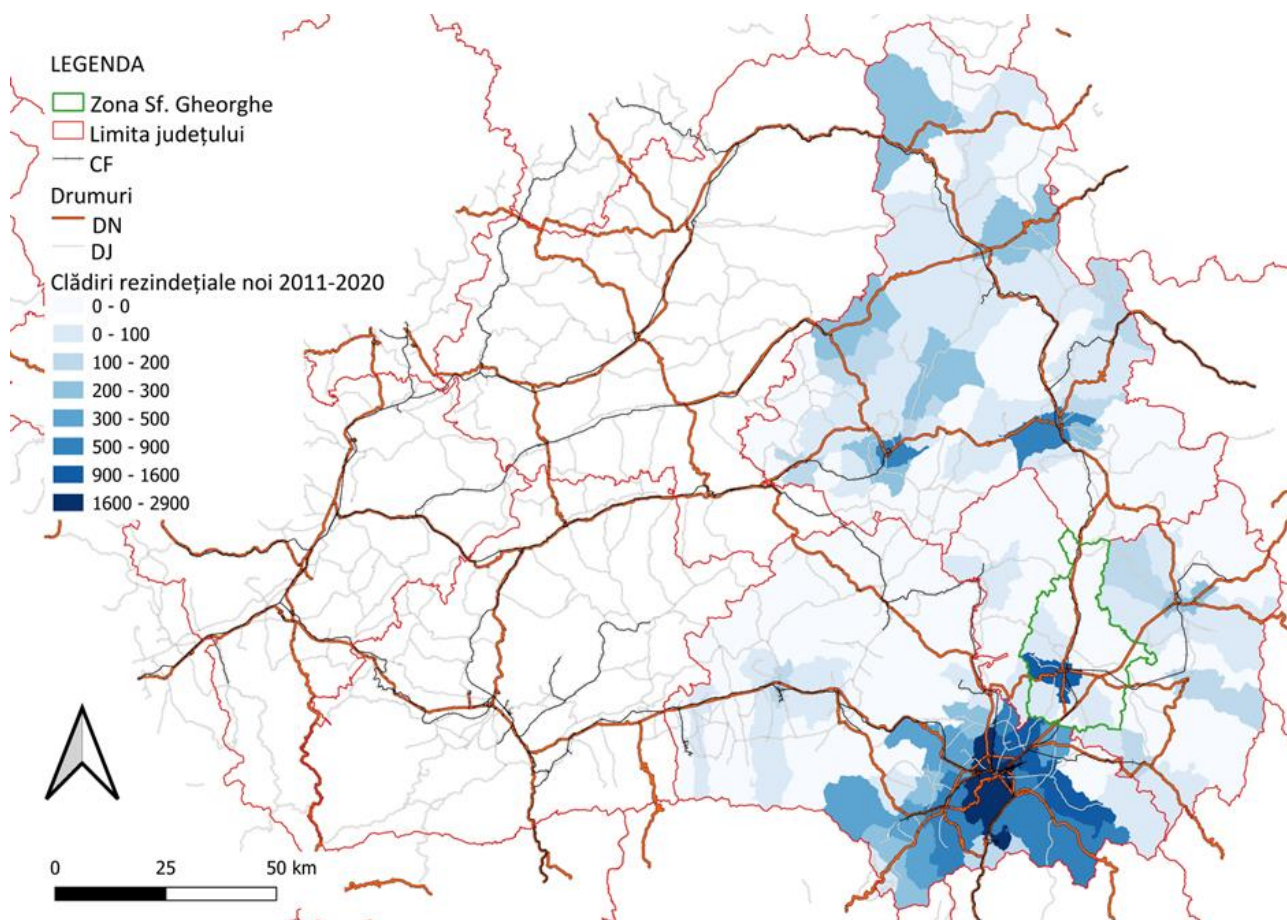 LEGENDA
Zona Sf. Gheorghe
Limita județului
CF
Drumuri
DN
DJ
Clădiri rezindețiale noi 2011-2020
0 - 0
0 - 100
100 - 200
200 - 300
300 - 500
500 - 900
900 - 1600
1600 - 2900
0 25 50 km